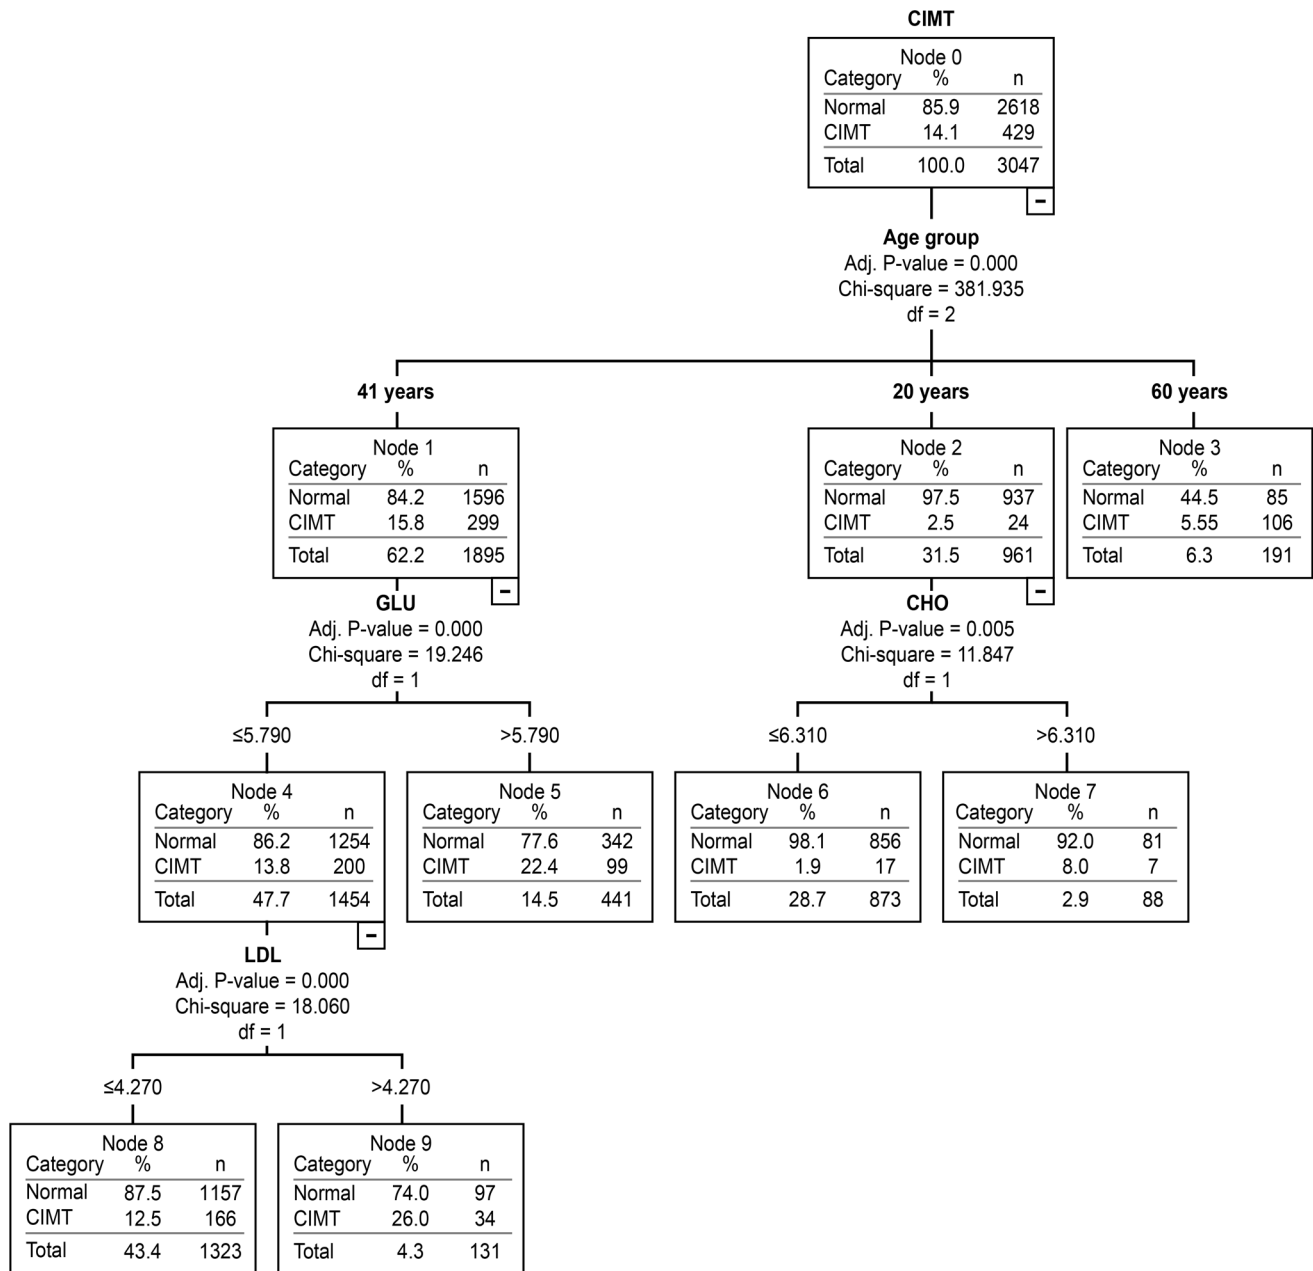 CIMT
Node 0
Category % n
Normal 85.9 2618
CIMT 14.1 429
Total 100.0 3047
-
Age group
Adj. P-value = 0.000
Chi-square = 381.935
df = 2
41 years
Node 1
Category % n
Normal 84.2 1596
CIMT 15.8 299
Total 62.2 1895
-
20 years
Node 2
Category % n
Normal 97.5 937
CIMT 2.5 24
Total 31.5 961
-
60 years
Node 3
Category % n
Normal 44.5 85
CIMT 5.55 106
Total 6.3 191
GLU
Adj. P-value = 0.000
Chi-square = 19.246
df = 1
CHO
Adj. P-value = 0.005
Chi-square = 11.847
df = 1
≤5.790
Node 4
Category % n
Normal 86.2 1254
CIMT 13.8 200
Total 47.7 1454
-
>5.790
Node 5
Category % n
Normal 77.6 342
CIMT 22.4 99
Total 14.5 441
≤6.310
Node 6
Category % n
Normal 98.1 856
CIMT 1.9 17
Total 28.7 873
>6.310
Node 7
Category % n
Normal 92.0 81
CIMT 8.0 7
Total 2.9 88
LDL
Adj. P-value = 0.000
Chi-square = 18.060
df = 1
≤4.270
Node 8
Category % n
Normal 87.5 1157
CIMT 12.5 166
Total 43.4 1323
>4.270
Node 9
Category % n
Normal 74.0 97
CIMT 26.0 34
Total 4.3 131